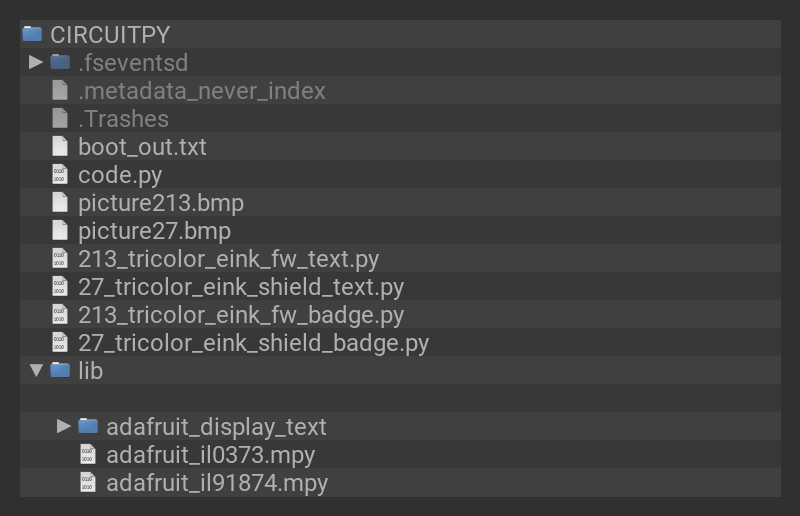 CIRCUITPY
.fseventsd
.metadata_never_index
.Trashes
boot_out.txt
code.py
picture213.bmp
picture27.bmp
213_tricolor_eink_fw_text.py
27_tricolor_eink_shield_text.py
213_tricolor_eink_fw_badge.py
27_tricolor_eink_shield_badge.py
lib
adafruit_display_text
adafruit_il0373.mpy
adafruit_il91874.mpy